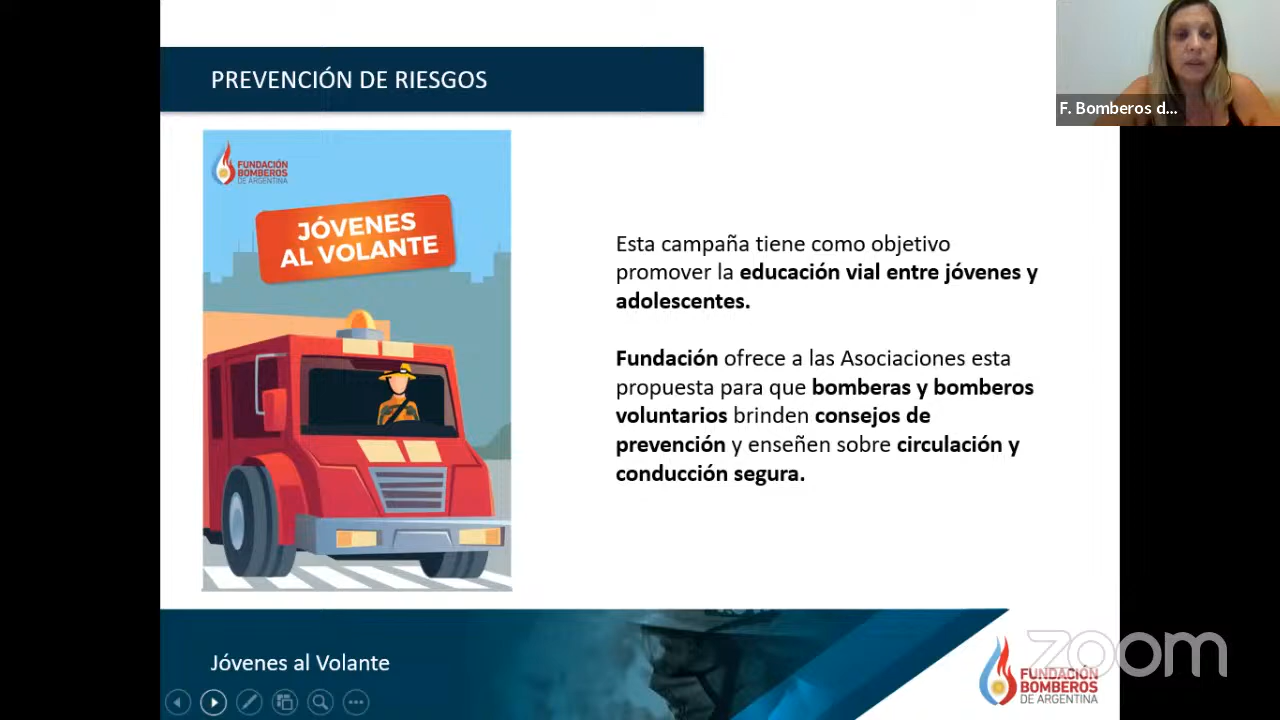 PREVENCIÓN DE RIESGOS
F. Bomberos d...
FUNDACIÓN
BOMBEROS
DE ARGENTINA
JÓVENES
AL VOLANTE
Esta campaña tiene como objetivo
promover la educación vial entre jóvenes y
adolescentes.
Fundación ofrece a las Asociaciones esta
propuesta para que bomberas y bomberos
voluntarios brinden consejos de
prevención y enseñen sobre circulación y
conducción segura.
Jóvenes al Volante
zoom
FUNDACIÓN
BOMBEROS
DE ARGENTINA